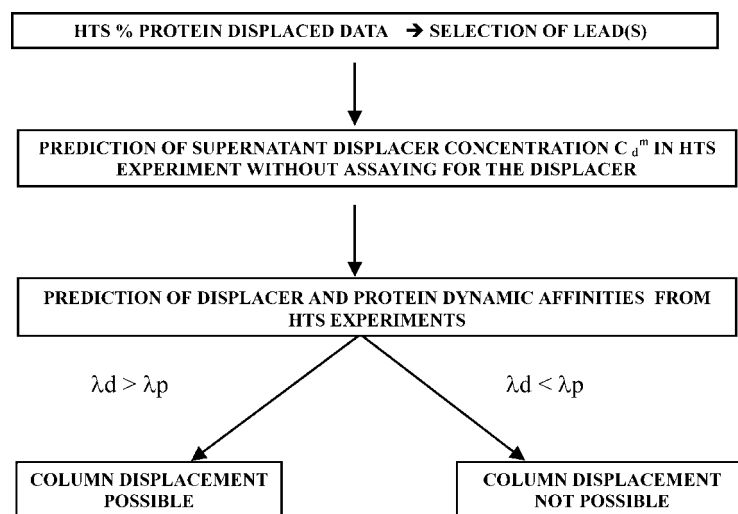 HTS % PROTEIN DISPLACED DATA ➔ SELECTION OF LEAD(S)
PREDICTION OF SUPERNATANT DISPLACER CONCENTRATION C d m IN HTS
EXPERIMENT WITHOUT ASSAYING FOR THE DISPLACER
PREDICTION OF DISPLACER AND PROTEIN DYNAMIC AFFINITIES FROM
HTS EXPERIMENTS
λd > λp
λd < λp
COLUMN DISPLACEMENT
POSSIBLE
COLUMN DISPLACEMENT
NOT POSSIBLE